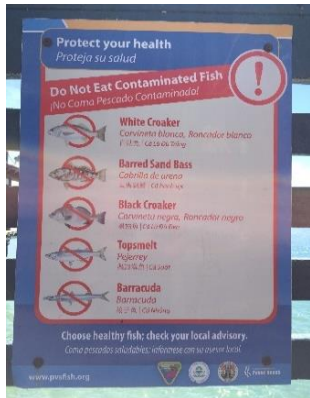 Protect your health
Proteja su salud
Do Not Eat Contaminated Fish
¡No Coma Pescado Contaminado!
White Croaker
Corvineta blanca, Roncador blanco
Barred Sand Bass
Cabrilla de arena
Black Croaker
Corvineta negra, Roncador negro
Topsmelt
Pejerrey
Barracuda
Barracuda
Choose healthy fish; check your local advisory.
Coma pescados saludables; infórmese con su asesor local.
www.pvsfish.org